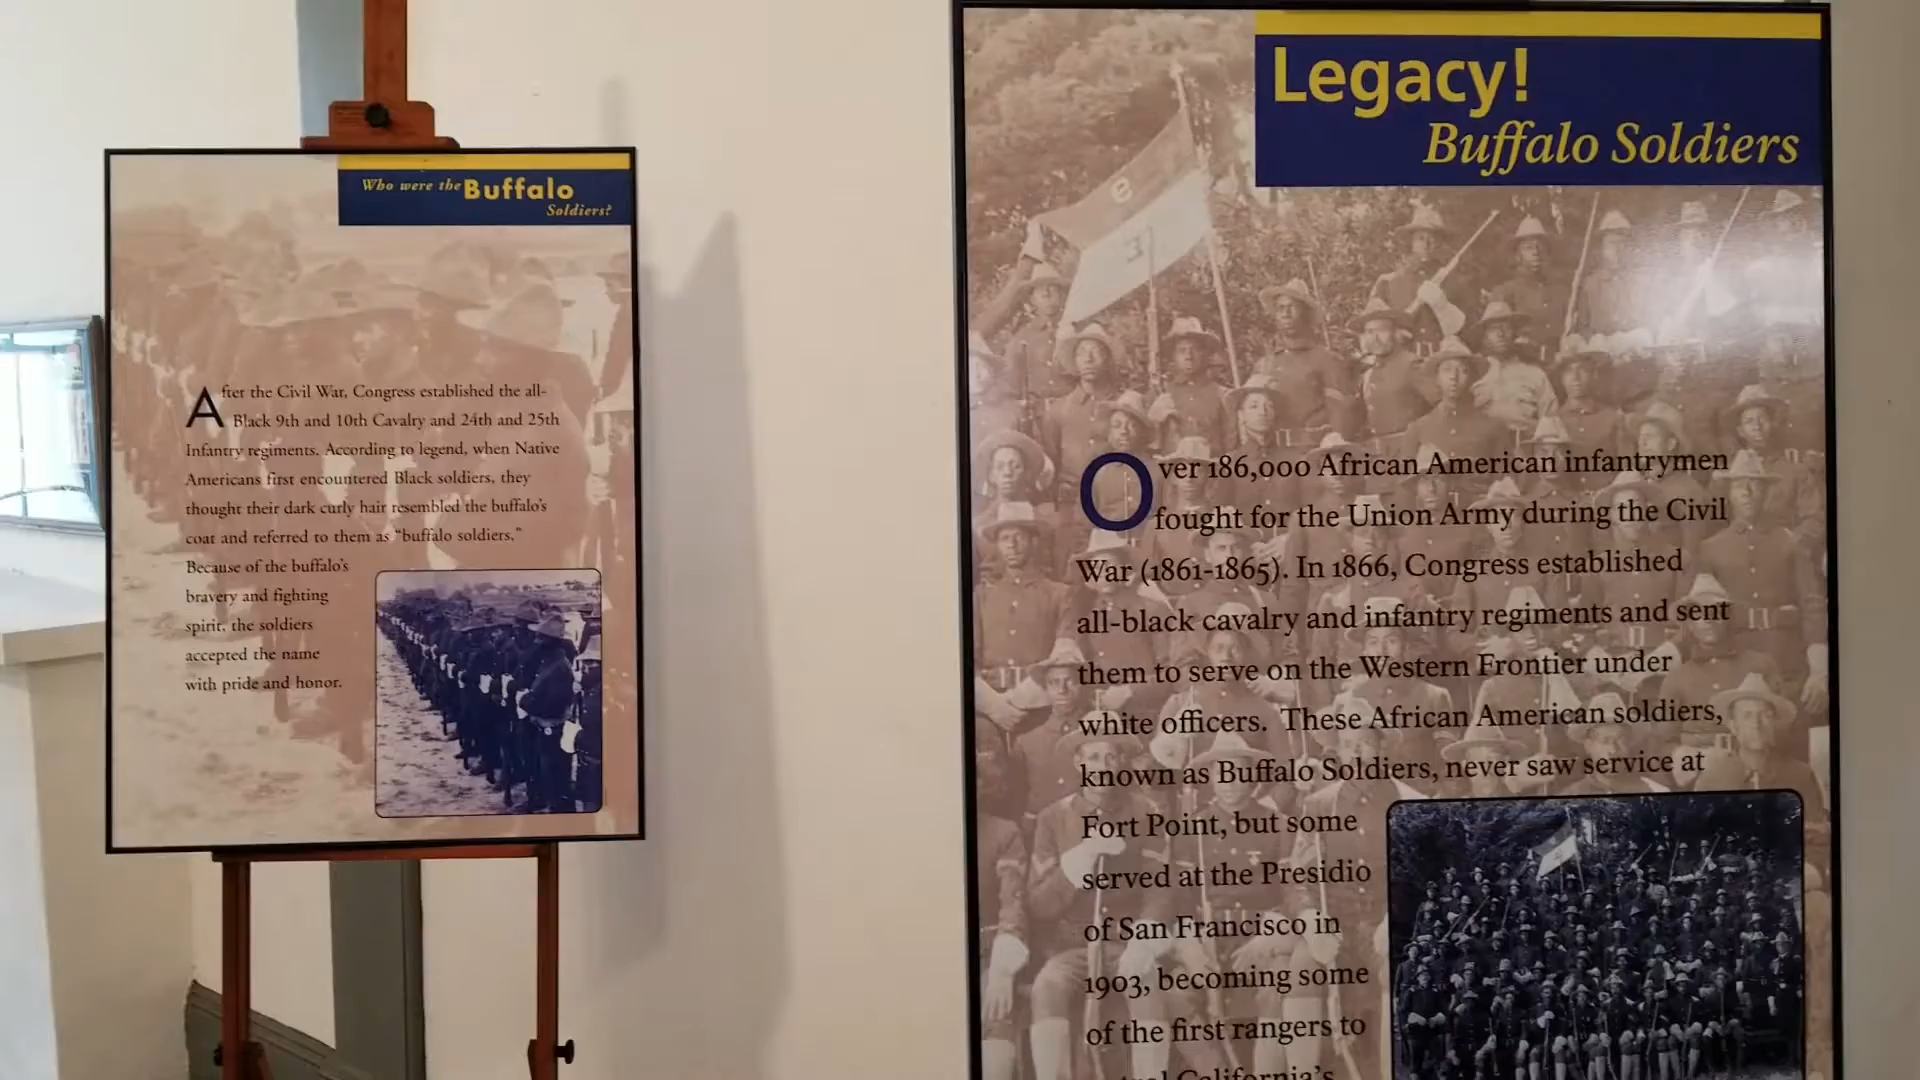 Who were the Buffalo
Soldiers?
After the Civil War, Congress established the all-
Black 9th and 10th Cavalry and 24th and 25th
Infantry regiments. According to legend, when Native
Americans first encountered Black soldiers, they
thought their dark curly hair resembled the buffalo's
coat and referred to them as "buffalo soldiers."
Because of the buffalo's
bravery and fighting
spirit, the soldiers
accepted the name
with pride and honor.
Legacy!
Buffalo Soldiers
Over 186,000 African American infantrymen
fought for the Union Army during the Civil
War (1861-1865). In 1866, Congress established
all-black cavalry and infantry regiments and sent
them to serve on the Western Frontier under
white officers. These African American soldiers,
known as Buffalo Soldiers, never saw service at
Fort Point, but some
served at the Presidio
of San Francisco in
1903, becoming some
of the first rangers to
California's